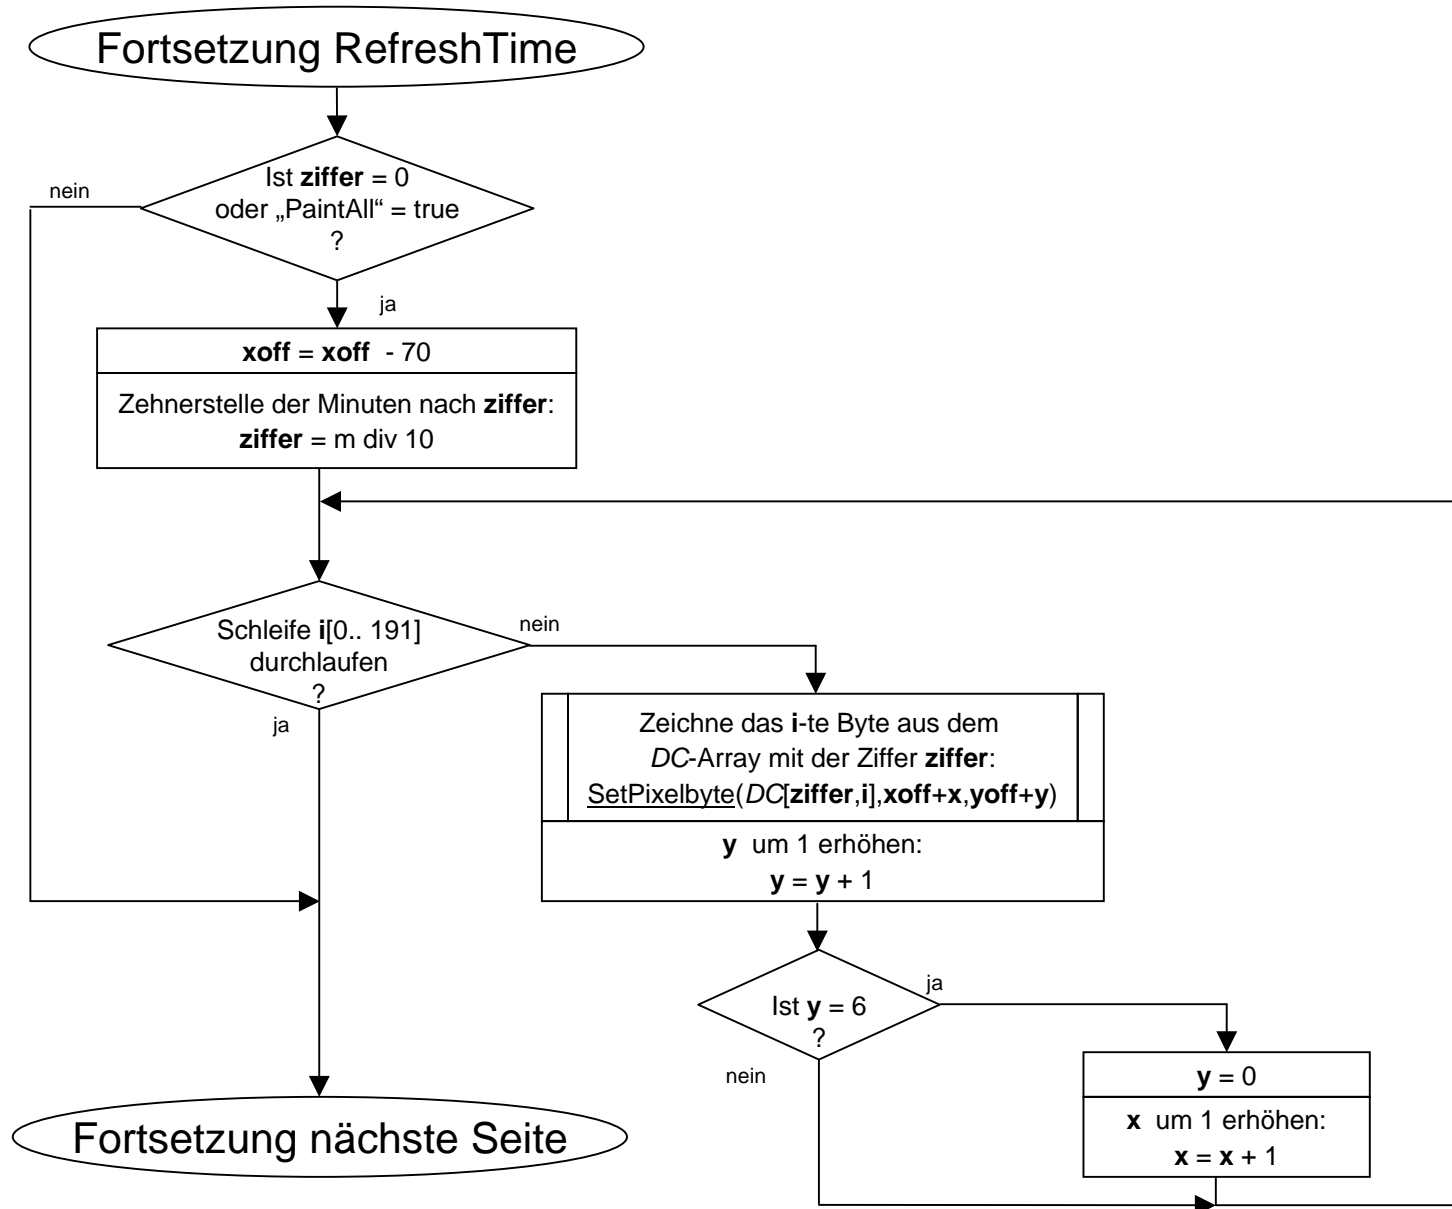 Fortsetzung RefreshTime
Ist ziffer = 0
oder „PaintAll“ = true
?
nein
ja
xoff = xoff - 70
Zehnerstelle der Minuten nach ziffer:
ziffer = m div 10
Schleife i[0.. 191]
durchlaufen
?
nein
ja
Zeichne das i-te Byte aus dem
DC-Array mit der Ziffer ziffer:
SetPixelbyte(DC[ziffer,i],xoff+x,yoff+y)
y um 1 erhöhen:
y = y + 1
Ist y = 6
?
ja
nein
y = 0
x um 1 erhöhen:
x = x + 1
Fortsetzung nächste Seite